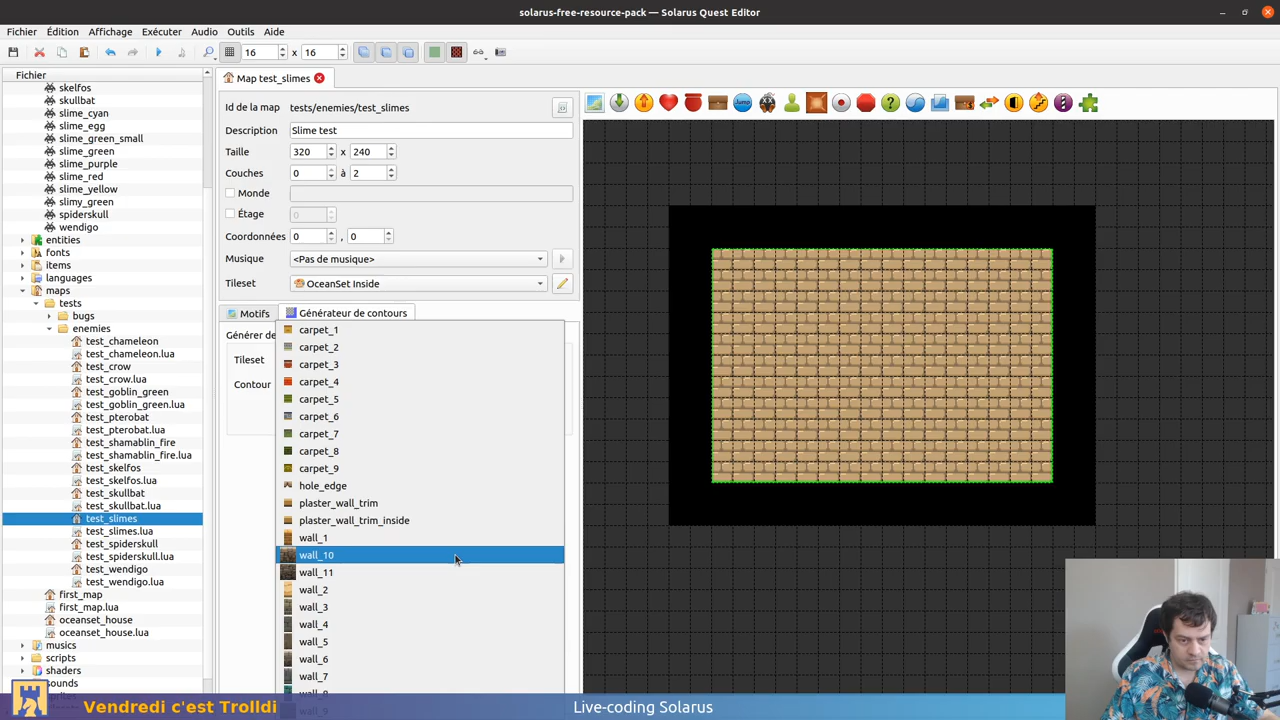 solarus-free-resource-pack — Solarus Quest Editor
Fichier Édition Affichage Exécuter Audio Outils Aide
16 x 16
Fichier
skelfos
skullbat
slime_cyan
slime_egg
slime_green_small
slime_green
slime_purple
slime_red
slime_yellow
slimy_green
spiderskull
wendigo
entities
fonts
items
languages
maps
tests
bugs
enemies
test_chameleon
test_chameleon.lua
test_crow
test_crow.lua
test_goblin_green
test_goblin_green.lua
test_pterobat
test_pterobat.lua
test_shamablin_fire
test_shamablin_fire.lua
test_skelfos
test_skelfos.lua
test_skullbat
test_skullbat.lua
test_slimes
test_slimes.lua
test_spiderskull
test_spiderskull.lua
test_wendigo
test_wendigo.lua
first_map
first_map.lua
oceanset_house
oceanset_house.lua
musics
scripts
shaders
Map test_slimes
Id de la map tests/enemies/test_slimes
Description Slime test
Taille 320 x 240
Couches 0 à 2
Monde
Étage 0
Coordonnées 0 , 0
Musique <Pas de musique>
Tileset OceanSet Inside
Motifs Générateur de contours
Générer de
Tileset
Contour
carpet_1
carpet_2
carpet_3
carpet_4
carpet_5
carpet_6
carpet_7
carpet_8
carpet_9
hole_edge
plaster_wall_trim
plaster_wall_trim_inside
wall_1
wall_10
wall_11
wall_2
wall_3
wall_4
wall_5
wall_6
wall_7
Jump
Vendredi c'est Trolldi
Live-coding Solarus